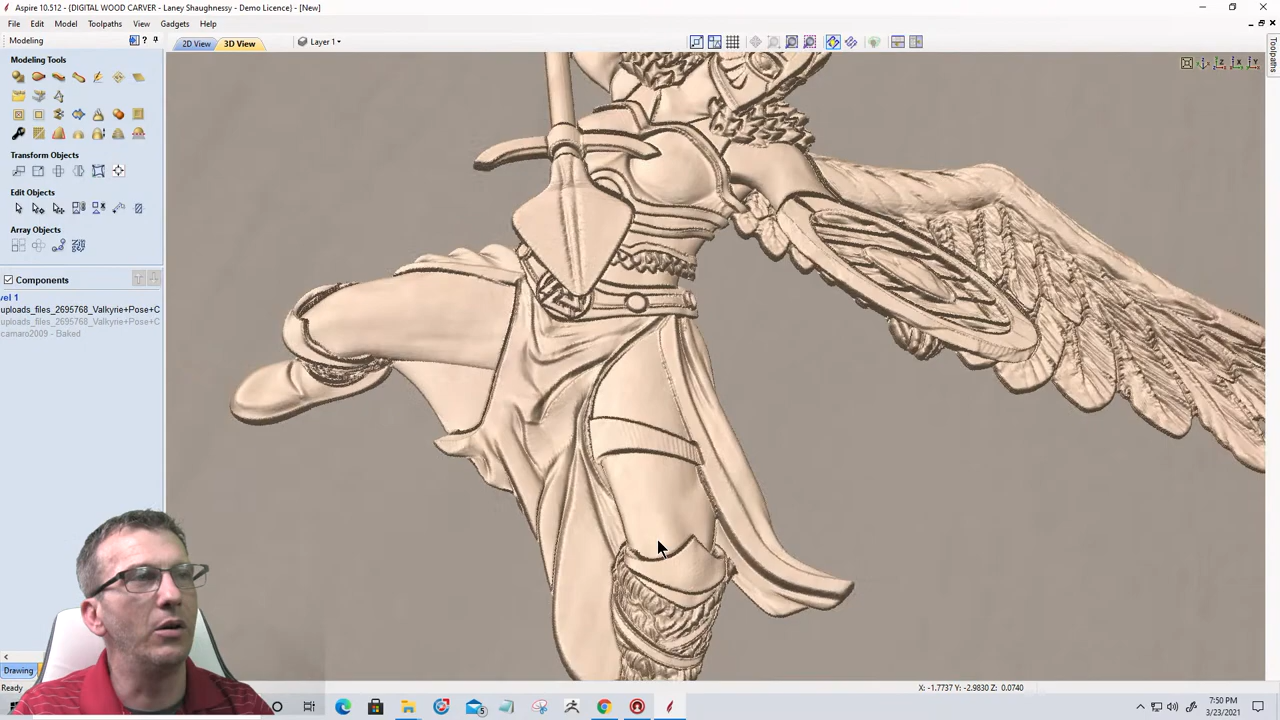 Aspire 10.512 - {DIGITAL WOOD CARVER - Laney Shaughnessy - Demo Licence} - [New]
File Edit Model Toolpaths View Gadgets Help
Modeling
2D View 3D View Layer 1
Toolpaths
Modeling Tools
Transform Objects
Edit Objects
Array Objects
Components
vel 1
uploads_files_2695768_Valkyrie+Pose+C
uploads_files_2695768_Valkyrie+Pose+C
camaro2009 - Baked
Drawing
Ready
X: -1.7737 Y: -2.9830 Z: 0.0740
5
7:50 PM
3/23/2021